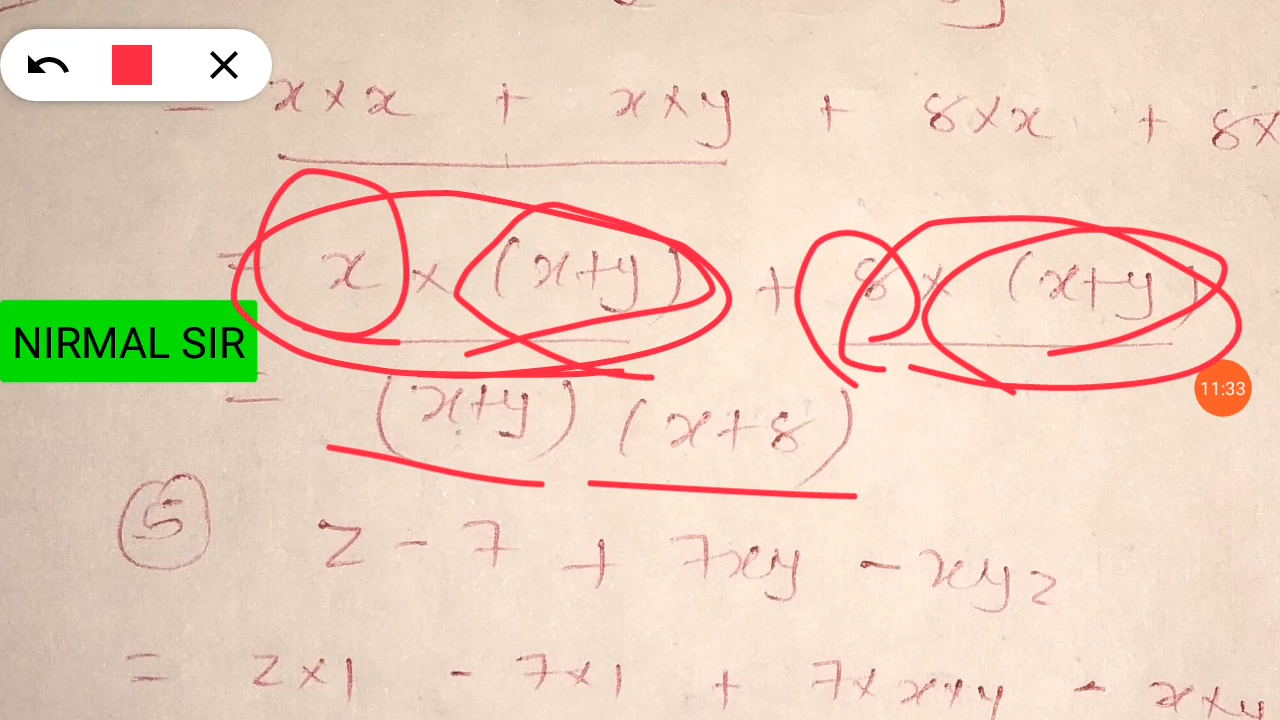 = x × x + x × y + 8 × x + 8 ×
= x × (x+y) + 8 × (x+y)
NIRMAL SIR
11:33
= (x+y) (x+8)
5 z - 7 + 7xy - xyz
= z × 1 - 7 × 1 + 7 × x × y - x × y